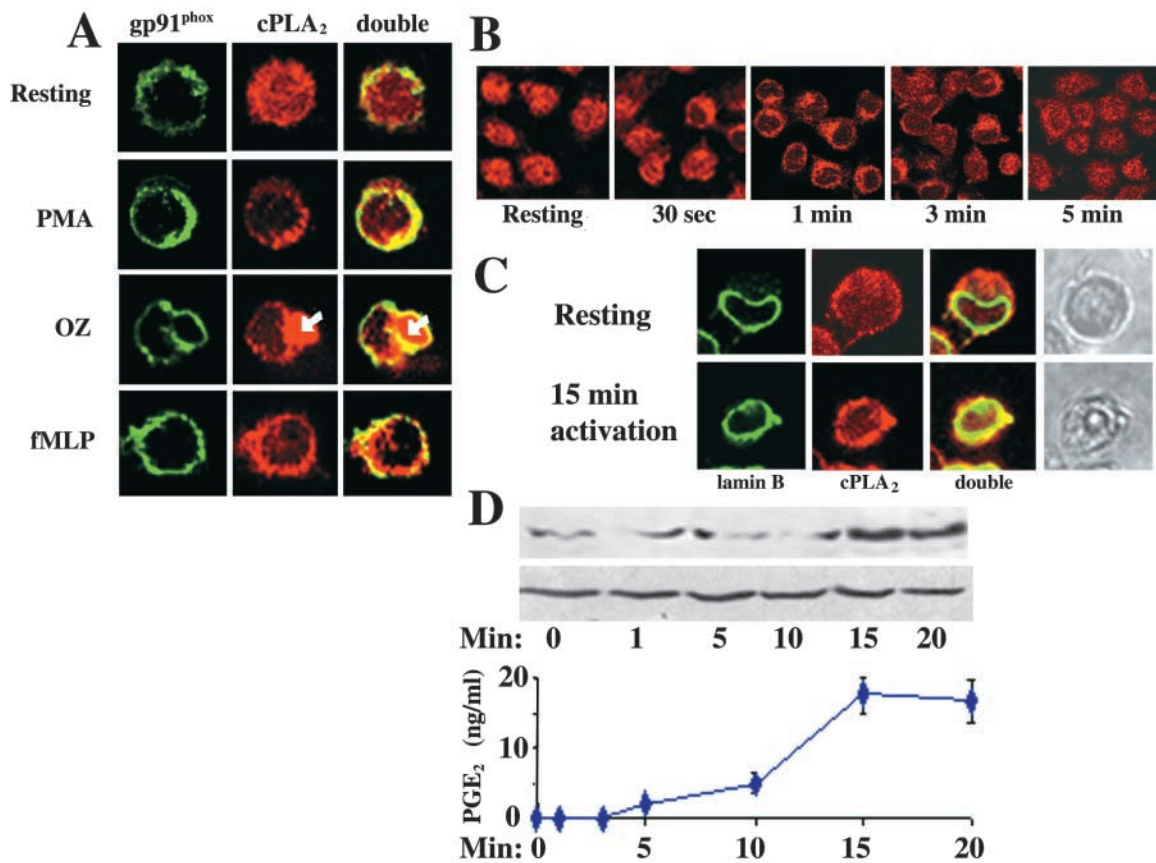 A
gp91phox cPLA2 double
Resting
PMA
OZ
fMLP
B
Resting 30 sec 1 min 3 min 5 min
C
Resting
15 min
activation
lamin B cPLA2 double
D
Min: 0 1 5 10 15 20
PGE2 (ng/ml)
20
10
0
Min: 0 5 10 15 20